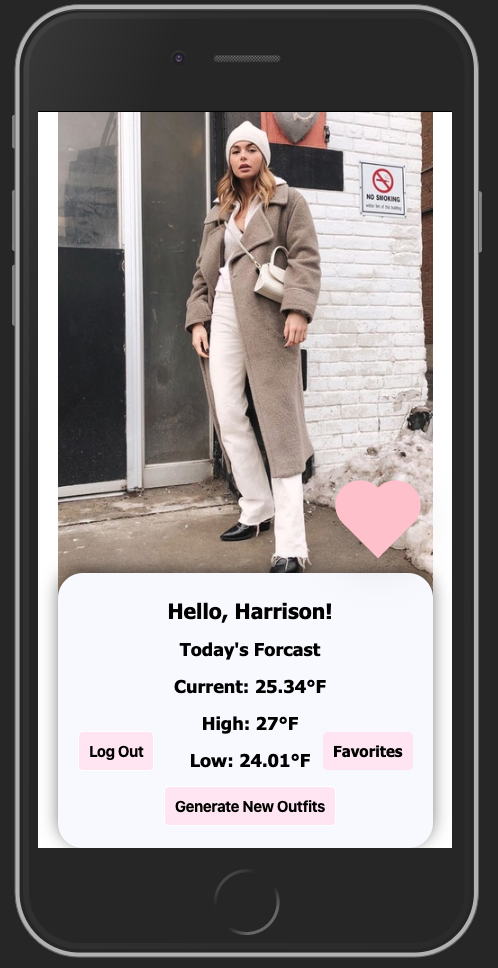 NO SMOKING
Hello, Harrison!
Today's Forcast
Current: 25.34°F
High: 27°F
Low: 24.01°F
Log Out
Favorites
Generate New Outfits